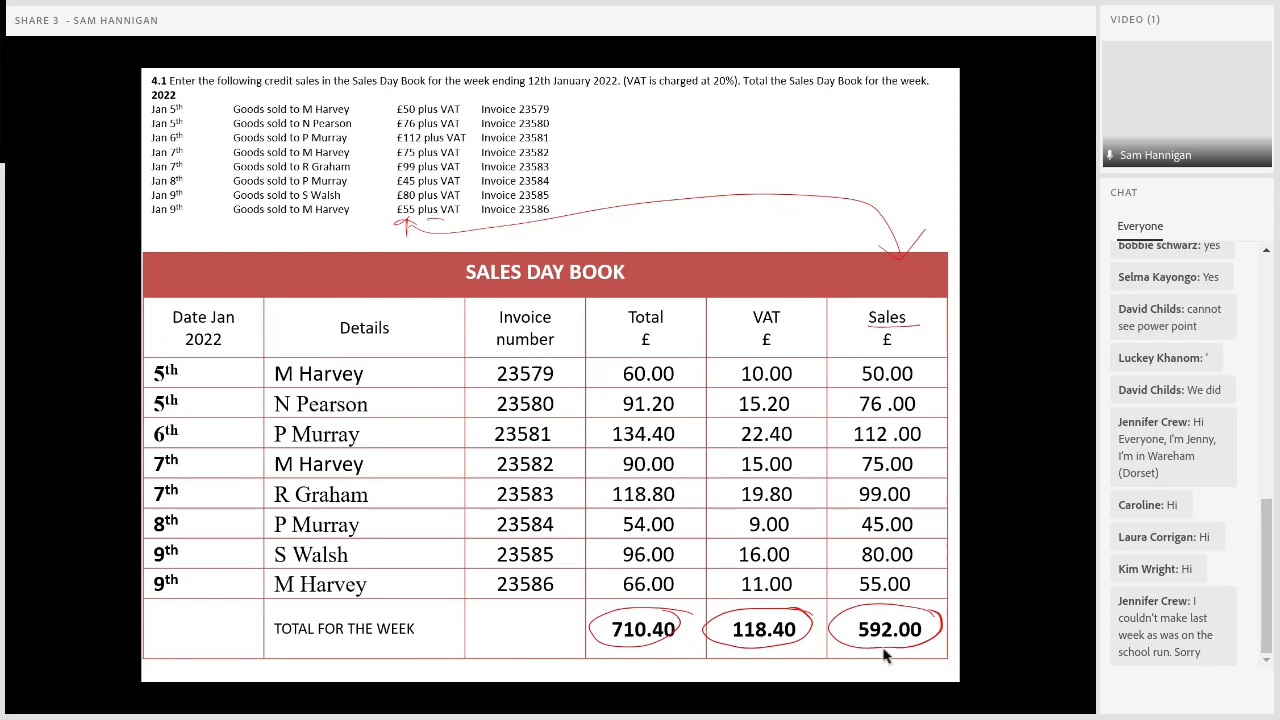 SHARE 3 - SAM HANNIGAN
4.1 Enter the following credit sales in the Sales Day Book for the week ending 12th January 2022. (VAT is charged at 20%). Total the Sales Day Book for the week.
2022
Jan 5th Goods sold to M Harvey £50 plus VAT Invoice 23579
Jan 5th Goods sold to N Pearson £76 plus VAT Invoice 23580
Jan 6th Goods sold to P Murray £112 plus VAT Invoice 23581
Jan 7th Goods sold to M Harvey £75 plus VAT Invoice 23582
Jan 7th Goods sold to R Graham £99 plus VAT Invoice 23583
Jan 8th Goods sold to P Murray £45 plus VAT Invoice 23584
Jan 9th Goods sold to S Walsh £80 plus VAT Invoice 23585
Jan 9th Goods sold to M Harvey £55 plus VAT Invoice 23586
SALES DAY BOOK
Date Jan 2022 Details Invoice number Total £ VAT £ Sales £
5th M Harvey 23579 60.00 10.00 50.00
5th N Pearson 23580 91.20 15.20 76 .00
6th P Murray 23581 134.40 22.40 112 .00
7th M Harvey 23582 90.00 15.00 75.00
7th R Graham 23583 118.80 19.80 99.00
8th P Murray 23584 54.00 9.00 45.00
9th S Walsh 23585 96.00 16.00 80.00
9th M Harvey 23586 66.00 11.00 55.00
TOTAL FOR THE WEEK 710.40 118.40 592.00
VIDEO (1)
Sam Hannigan
CHAT
Everyone
bobbie schwarz: yes
Selma Kayongo: Yes
David Childs: cannot
see power point
Luckey Khanom: '
David Childs: We did
Jennifer Crew: Hi
Everyone, I'm Jenny,
I'm in Wareham
(Dorset)
Caroline: Hi
Laura Corrigan: Hi
Kim Wright: Hi
Jennifer Crew: I
couldn't make last
week as was on the
school run. Sorry